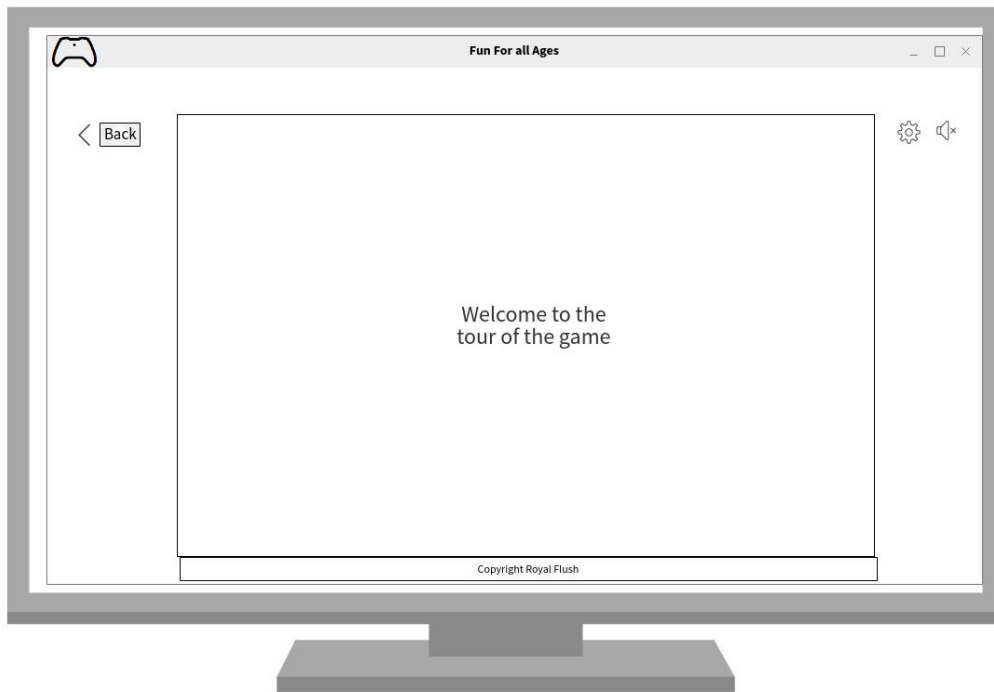 Fun For all Ages
Back
Welcome to the
tour of the game
Copyright Royal Flush